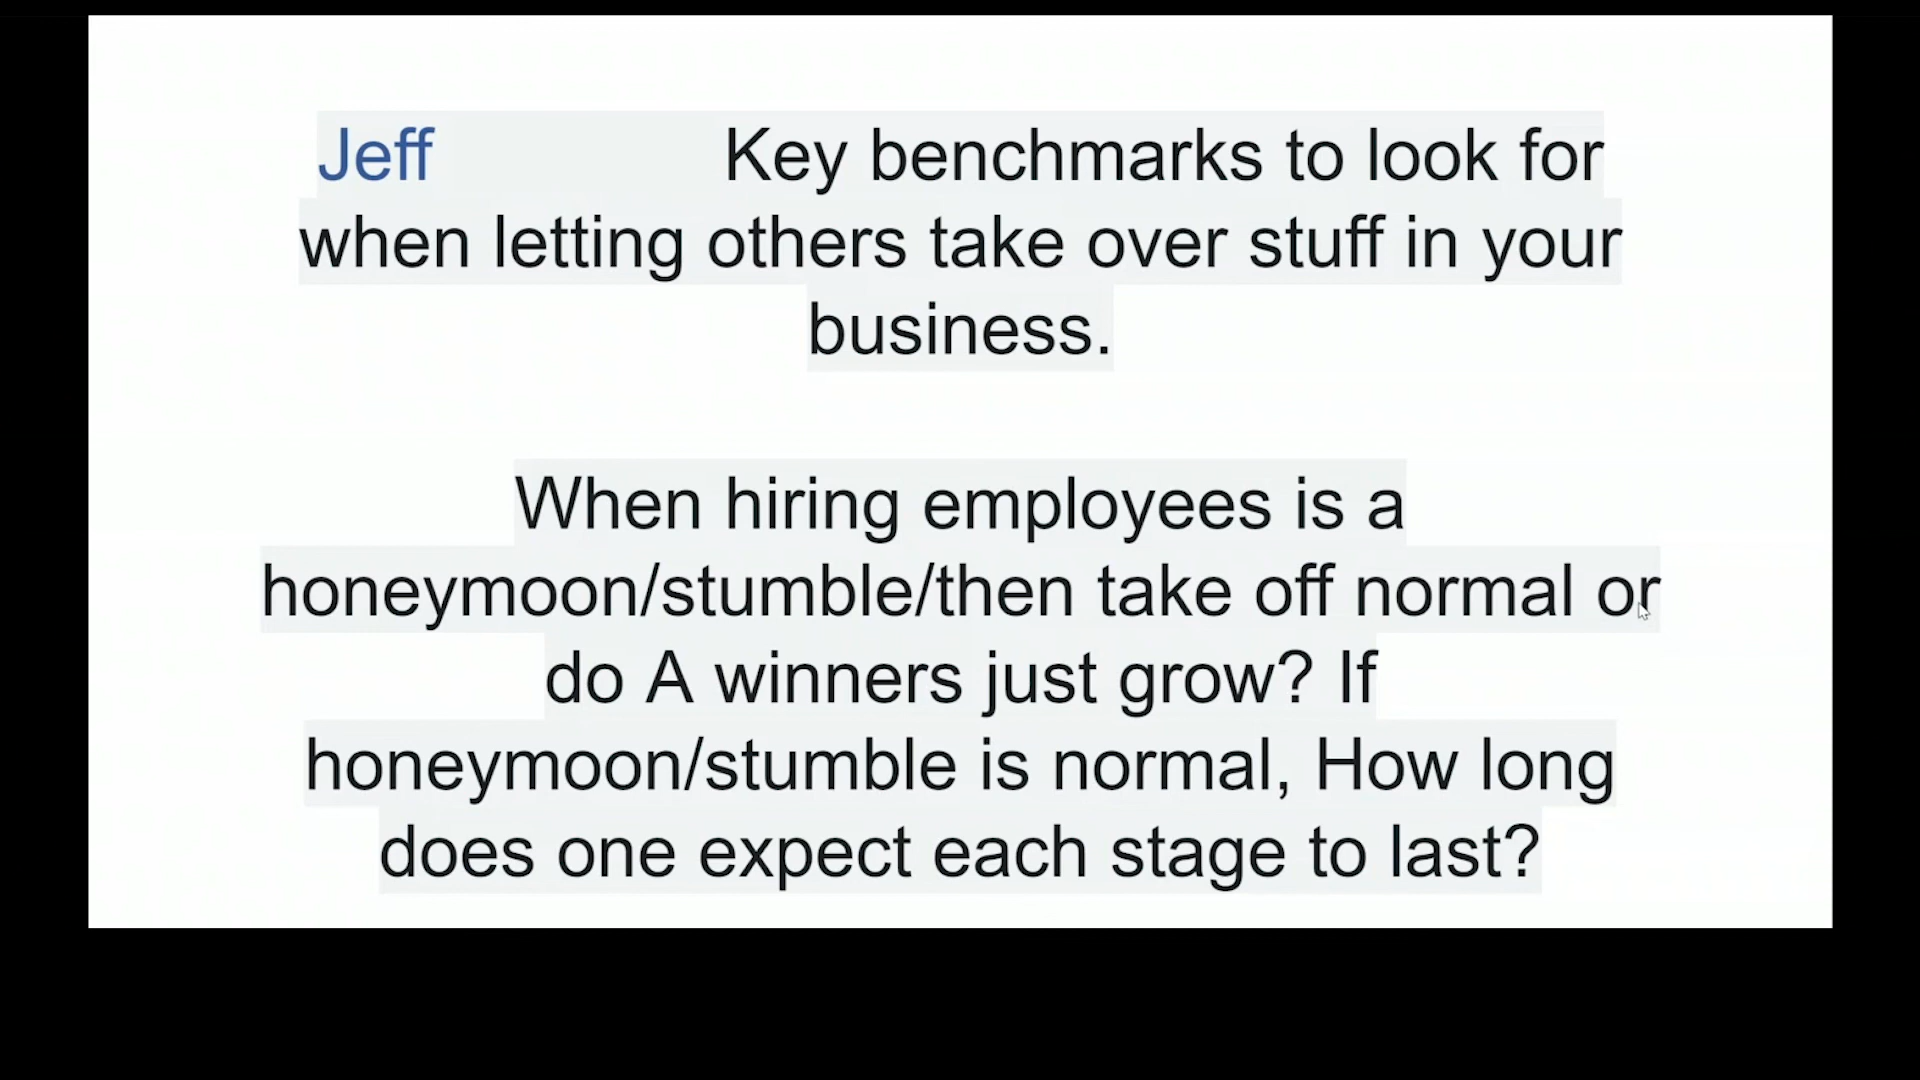 Jeff Key benchmarks to look for
when letting others take over stuff in your
business.
When hiring employees is a
honeymoon/stumble/then take off normal or
do A winners just grow? If
honeymoon/stumble is normal, How long
does one expect each stage to last?